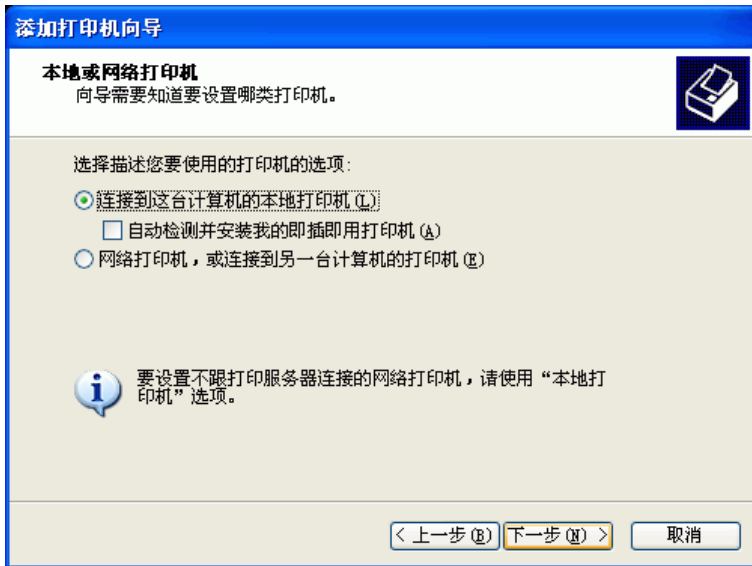 添加打印机向导
本地或网络打印机
向导需要知道要设置哪类打印机。
选择描述您要使用的打印机的选项:
连接到这台计算机的本地打印机(L)
自动检测并安装我的即插即用打印机(A)
网络打印机，或连接到另一台计算机的打印机(E)
要设置不跟打印服务器连接的网络打印机，请使用“本地打
印机”选项。
< 上一步(B) 下一步(N) > 取消